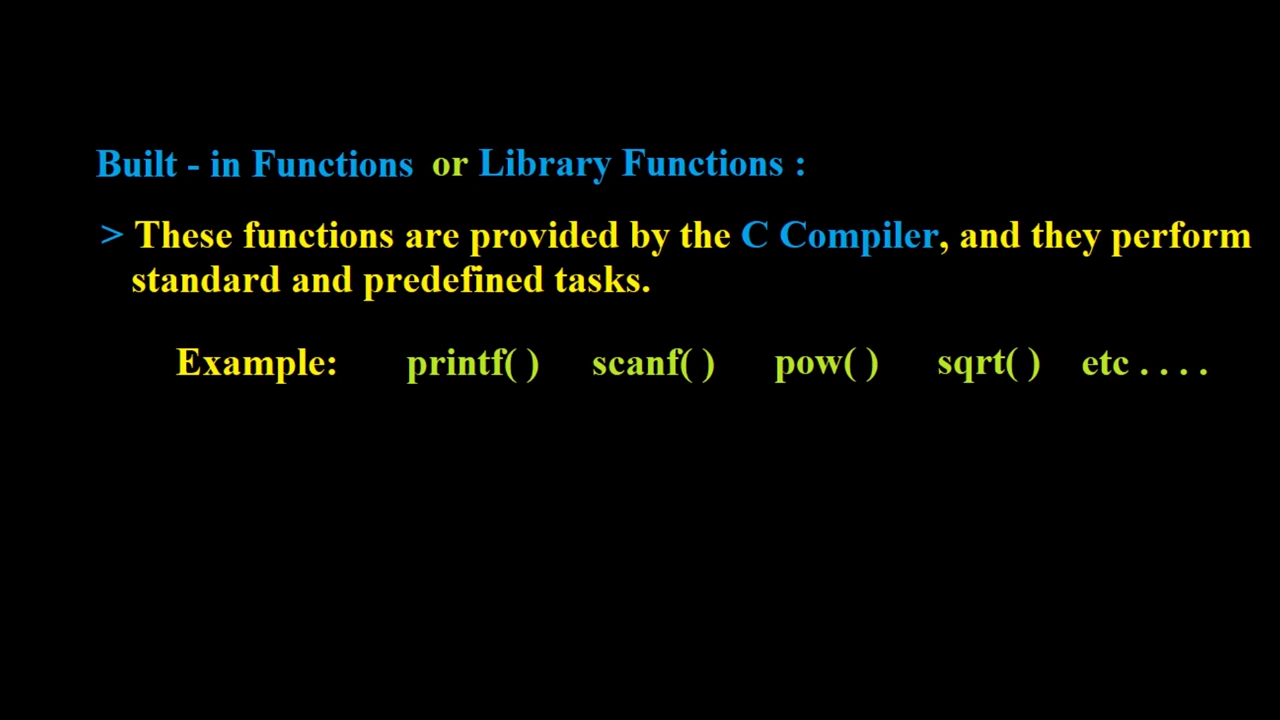 Built - in Functions or Library Functions :
> These functions are provided by the C Compiler, and they perform
standard and predefined tasks.
Example: printf( ) scanf( ) pow( ) sqrt( ) etc . . . .